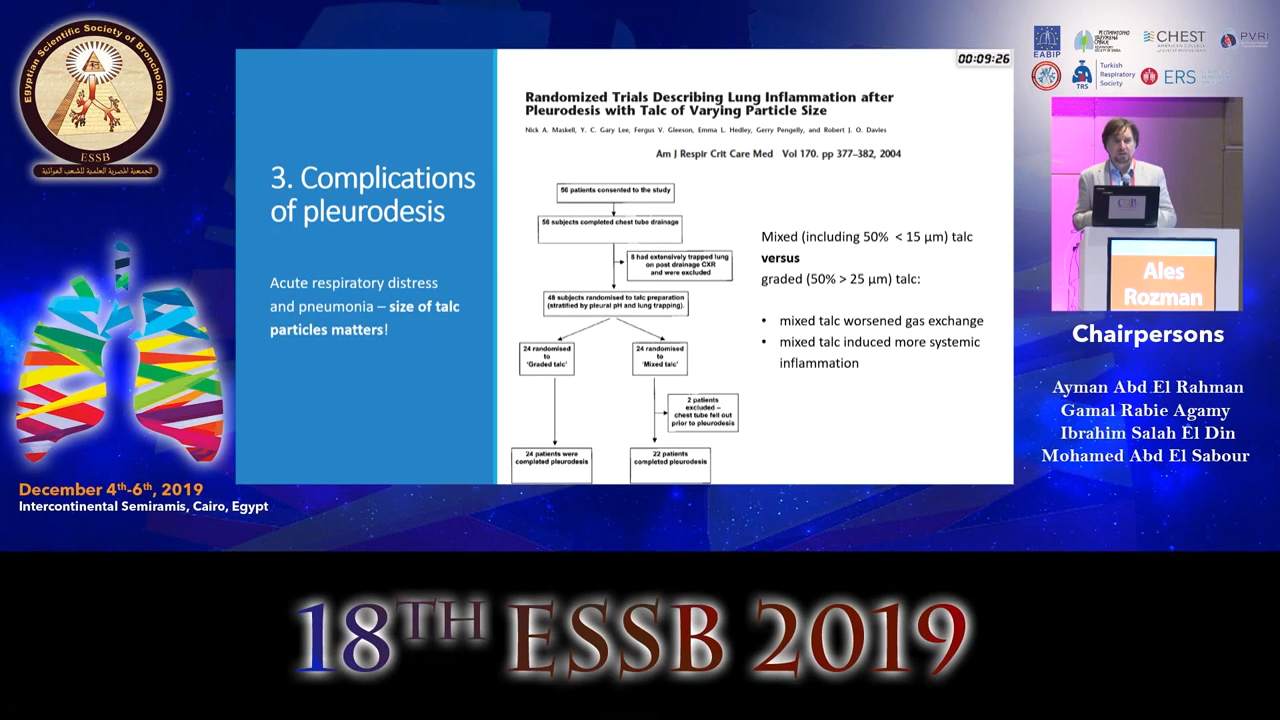 Egyptian Scientific Society of Bronchology
ESSB
الجمعية المصرية العلمية للشعب الهوائية
December 4th-6th, 2019
Intercontinental Semiramis, Cairo, Egypt
3. Complications
of pleurodesis
Acute respiratory distress
and pneumonia – size of talc
particles matters!
00:09:26
Randomized Trials Describing Lung Inflammation after
Pleurodesis with Talc of Varying Particle Size
Nick A. Maskell, Y. C. Gary Lee, Fergus V. Gleeson, Emma L. Hedley, Gerry Pengelly, and Robert J. O. Davies
Am J Respir Crit Care Med Vol 170. pp 377–382, 2004
56 patients consented to the study
56 subjects completed chest tube drainage
8 had extensively trapped lung
on post drainage CXR
and were excluded
48 subjects randomised to talc preparation
(stratified by pleural pH and lung trapping).
24 randomised
to
'Graded talc'
24 randomised
to
'Mixed talc'
2 patients
excluded –
chest tube fell out
prior to pleurodesis
24 patients were
completed pleurodesis
22 patients
completed pleurodesis
Mixed (including 50% < 15 µm) talc
versus
graded (50% > 25 µm) talc:
• mixed talc worsened gas exchange
• mixed talc induced more systemic
inflammation
EABIP
CHEST
PVRI
TRS
Turkish
Respiratory
Society
ERS
Ales
Rozman
Chairpersons
Ayman Abd El Rahman
Gamal Rabie Agamy
Ibrahim Salah El Din
Mohamed Abd El Sabour
18TH ESSB 2019